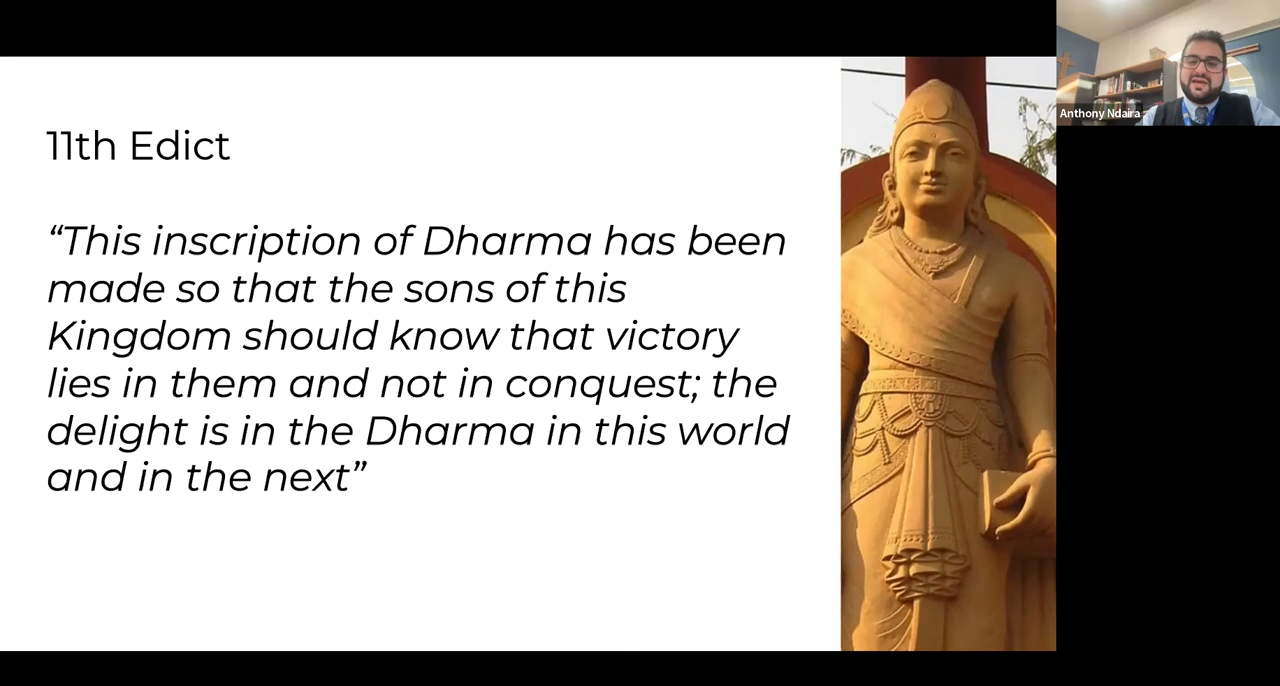 11th Edict
“This inscription of Dharma has been
made so that the sons of this
Kingdom should know that victory
lies in them and not in conquest; the
delight is in the Dharma in this world
and in the next”
Anthony Ndaira